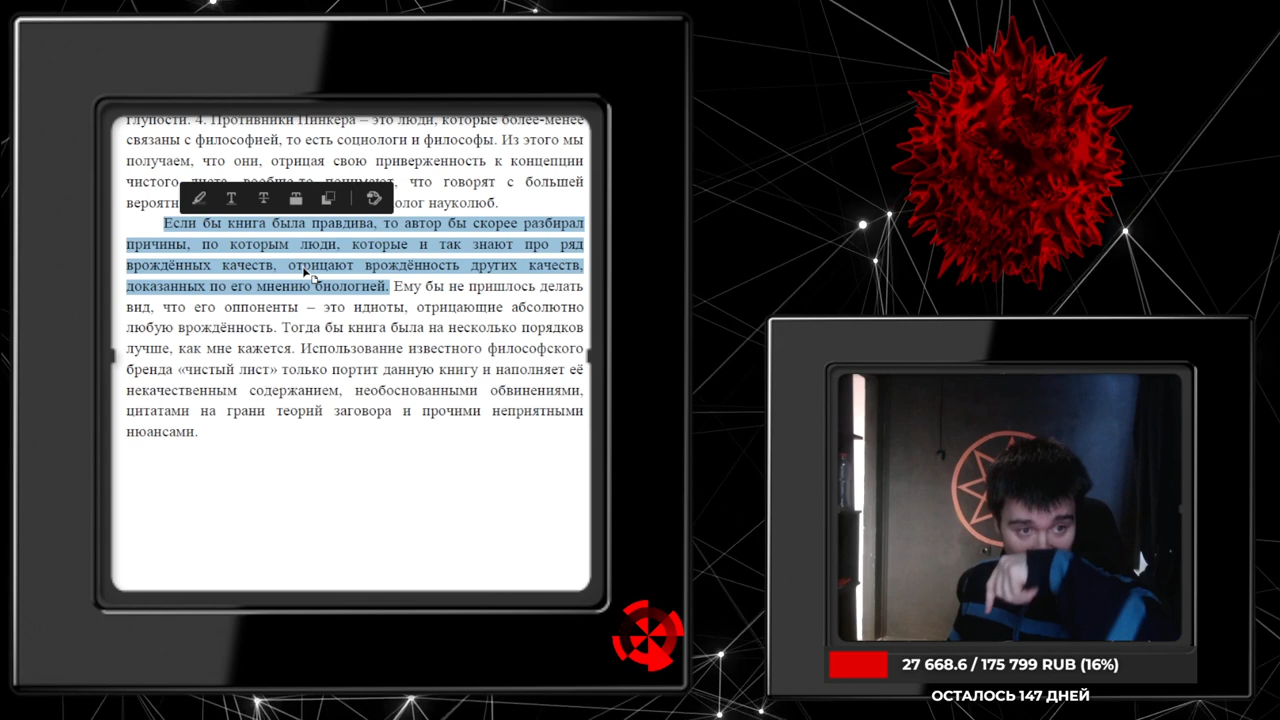 глупости. 4. Противники Пинкера – это люди, которые более-менее
связаны с философией, то есть социологи и философы. Из этого мы
получаем, что они, отрицая свою приверженность к концепции
чистого листа, вообще-то понимают, что говорят с большей
вероятн олог науколюб.
Если бы книга была правдива, то автор бы скорее разбирал
причины, по которым люди, которые и так знают про ряд
врождённых качеств, отрицают врождённость других качеств,
доказанных по его мнению биологией. Ему бы не пришлось делать
вид, что его оппоненты – это идиоты, отрицающие абсолютно
любую врождённость. Тогда бы книга была на несколько порядков
лучше, как мне кажется. Использование известного философского
бренда «чистый лист» только портит данную книгу и наполняет её
некачественным содержанием, необоснованными обвинениями,
цитатами на грани теорий заговора и прочими неприятными
нюансами.
27 668.6 / 175 799 RUB (16%)
ОСТАЛОСЬ 147 ДНЕЙ